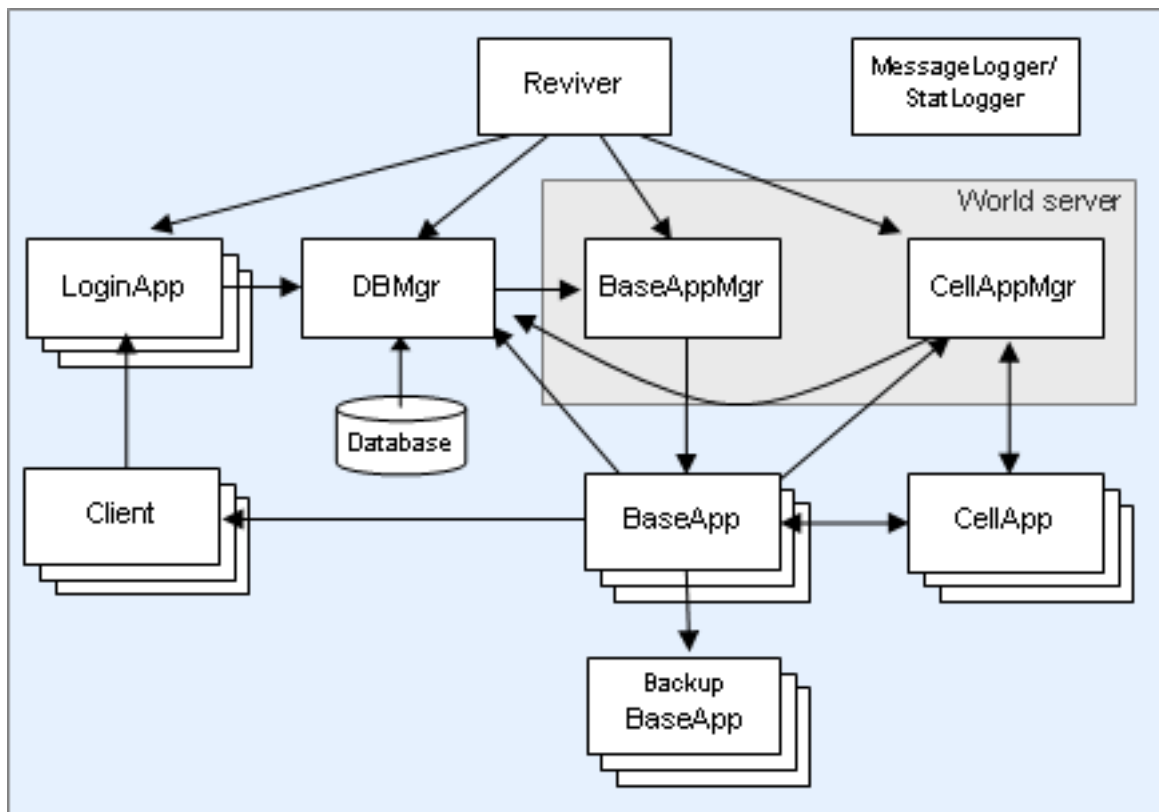 Reviver
MessageLogger/
StatLogger
World server
LoginApp
DBMgr
BaseAppMgr
CellAppMgr
Database
Client
BaseApp
CellApp
Backup
BaseApp